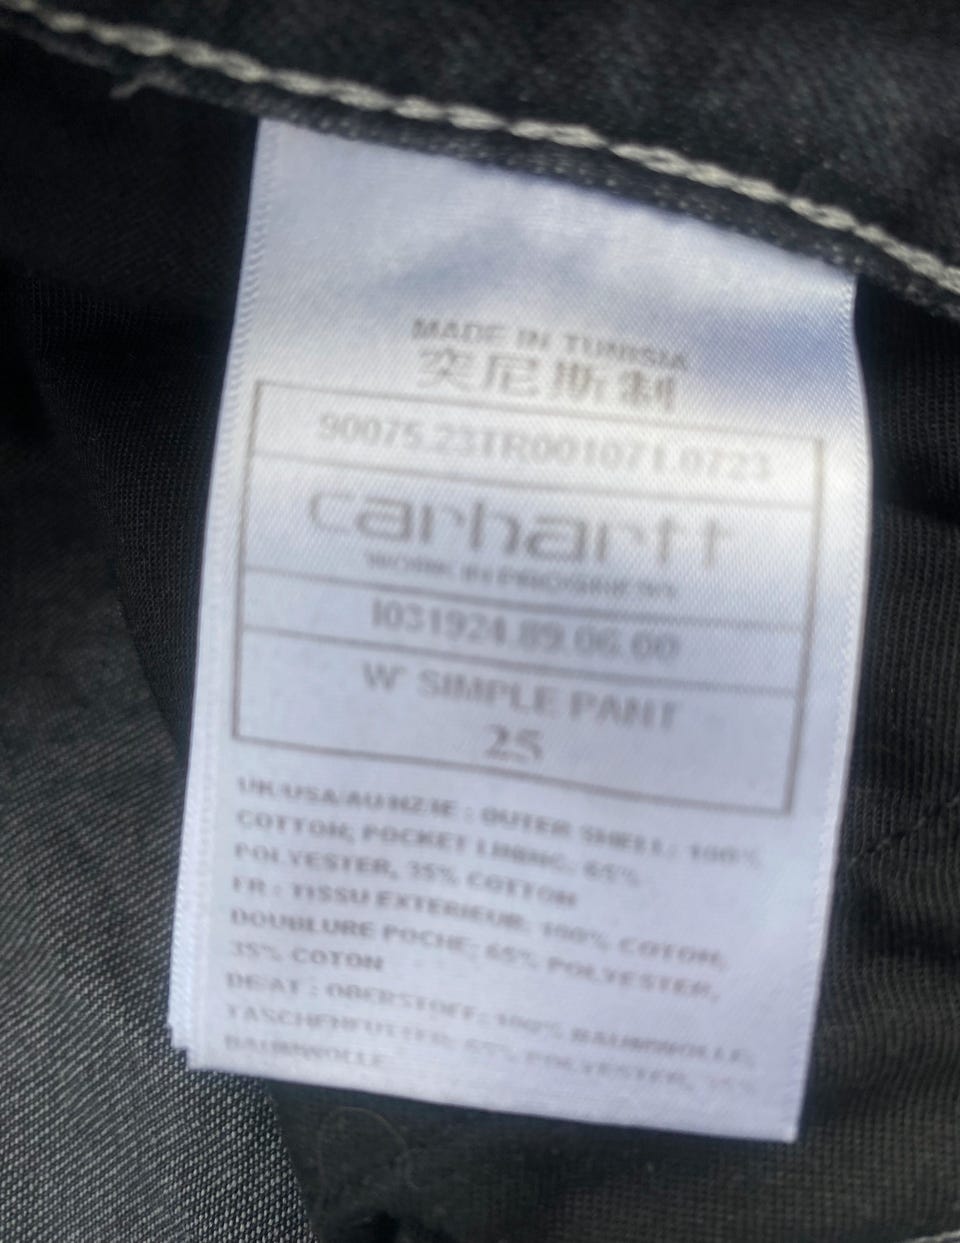 MADE IN TUNISIA
突尼斯制
90075.23TR001071.0723
carhartt
WORK IN PROGRESS
I031924.89.06.00
W' SIMPLE PANT
25
UK/USA/AU/NZ/IE : OUTER SHELL: 100%
COTTON; POCKET LINING: 65%
POLYESTER, 35% COTTON
FR : TISSU EXTERIEUR: 100% COTON;
DOUBLURE POCHE: 65% POLYESTER,
35% COTON
DE/AT : OBERSTOFF: 100% BAUMWOLLE;
TASCHENFUTTER: 65% POLYESTER, 35%
BAUMWOLLE